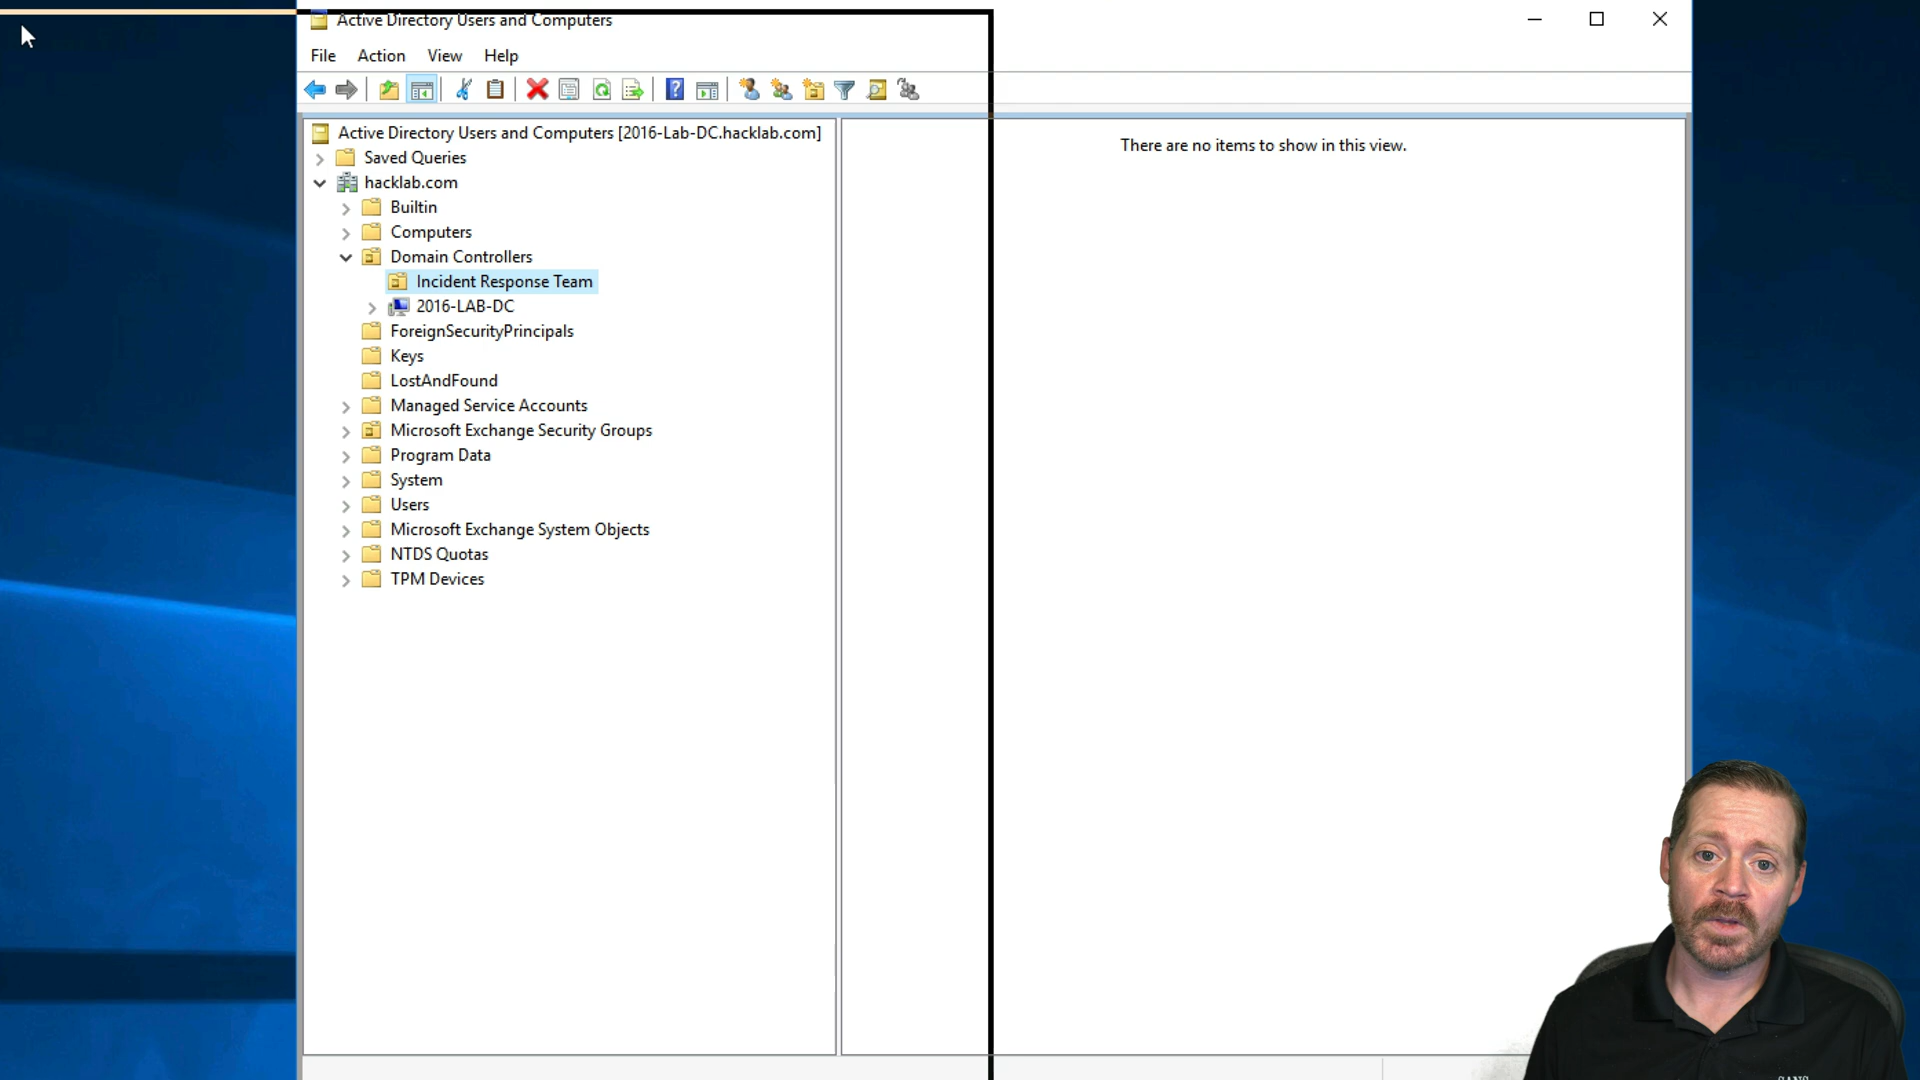 Active Directory Users and Computers
File Action View Help
Active Directory Users and Computers [2016-Lab-DC.hacklab.com]
Saved Queries
hacklab.com
Builtin
Computers
Domain Controllers
Incident Response Team
2016-LAB-DC
ForeignSecurityPrincipals
Keys
LostAndFound
Managed Service Accounts
Microsoft Exchange Security Groups
Program Data
System
Users
Microsoft Exchange System Objects
NTDS Quotas
TPM Devices
There are no items to show in this view.